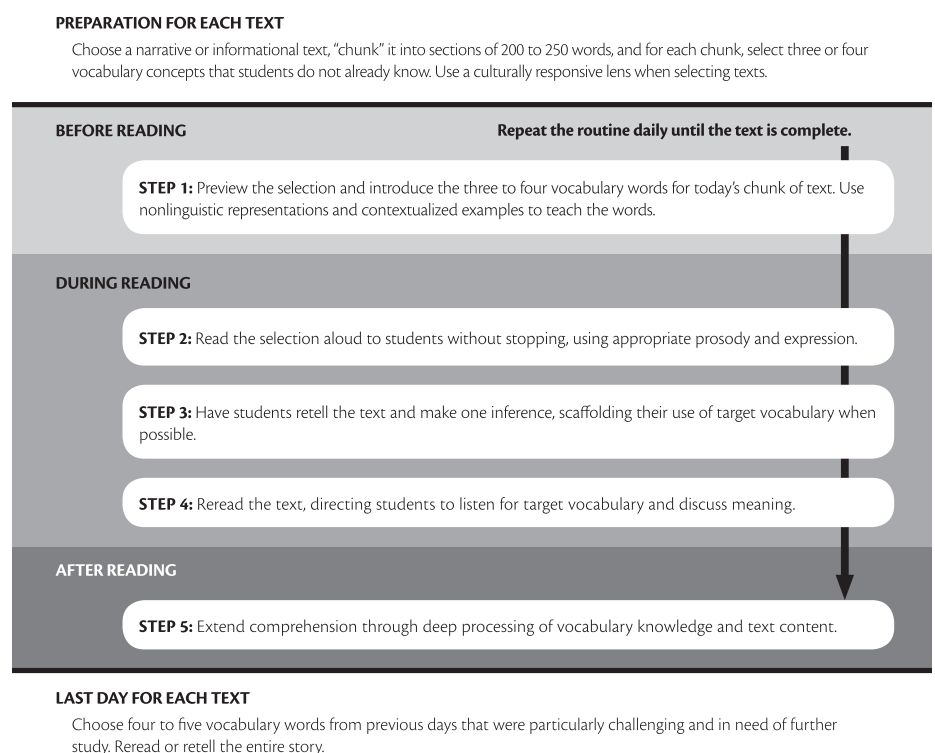 PREPARATION FOR EACH TEXT
Choose a narrative or informational text, “chunk” it into sections of 200 to 250 words, and for each chunk, select three or four
vocabulary concepts that students do not already know. Use a culturally responsive lens when selecting texts.
BEFORE READING
Repeat the routine daily until the text is complete.
STEP 1: Preview the selection and introduce the three to four vocabulary words for today’s chunk of text. Use
nonlinguistic representations and contextualized examples to teach the words.
DURING READING
STEP 2: Read the selection aloud to students without stopping, using appropriate prosody and expression.
STEP 3: Have students retell the text and make one inference, scaffolding their use of target vocabulary when
possible.
STEP 4: Reread the text, directing students to listen for target vocabulary and discuss meaning.
AFTER READING
STEP 5: Extend comprehension through deep processing of vocabulary knowledge and text content.
LAST DAY FOR EACH TEXT
Choose four to five vocabulary words from previous days that were particularly challenging and in need of further
study. Reread or retell the entire story.